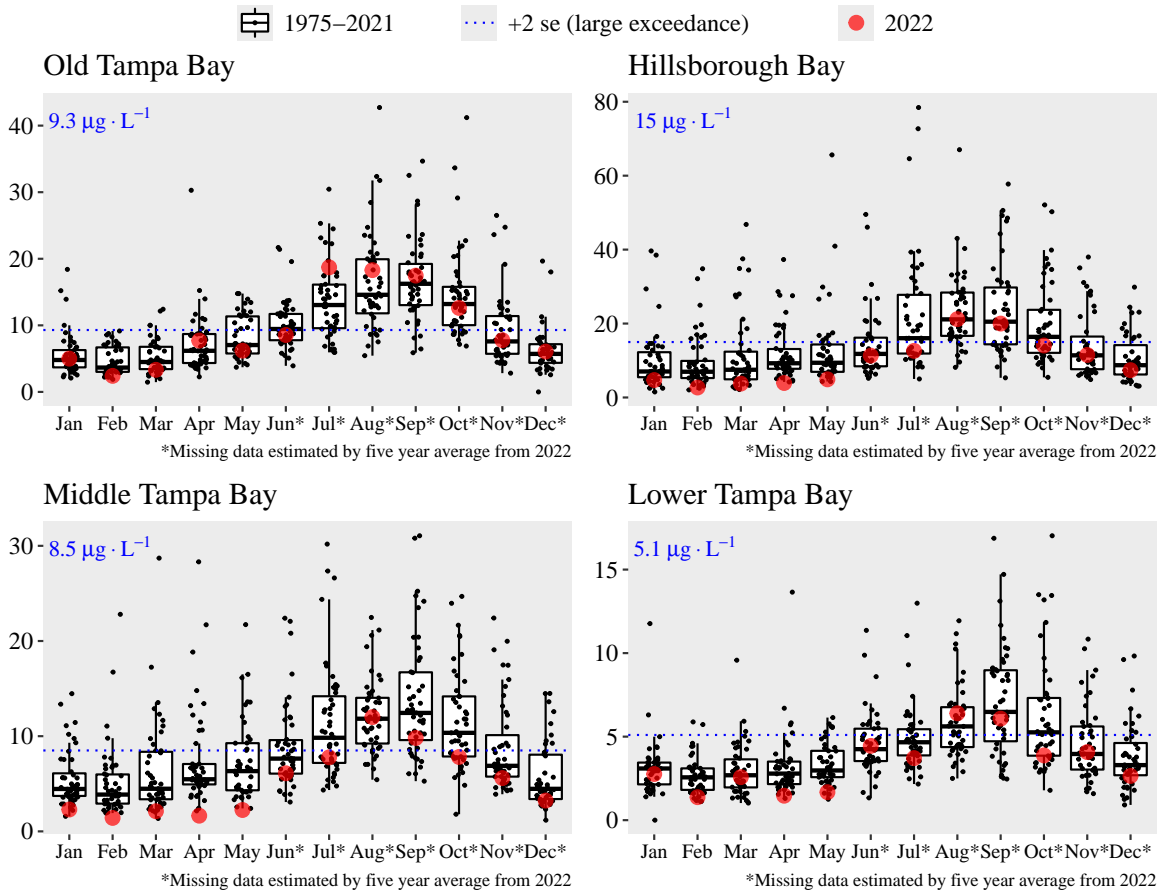 1975–2021 +2 se (large exceedance) 2022
Old Tampa Bay
9.3 μg · L⁻¹
40
30
20
10
0
Jan Feb Mar Apr May Jun* Jul* Aug* Sep* Oct* Nov* Dec*
*Missing data estimated by five year average from 2022
Hillsborough Bay
15 μg · L⁻¹
80
60
40
20
0
Jan Feb Mar Apr May Jun* Jul* Aug* Sep* Oct* Nov* Dec*
*Missing data estimated by five year average from 2022
Middle Tampa Bay
8.5 μg · L⁻¹
30
20
10
0
Jan Feb Mar Apr May Jun* Jul* Aug* Sep* Oct* Nov* Dec*
*Missing data estimated by five year average from 2022
Lower Tampa Bay
5.1 μg · L⁻¹
15
10
5
0
Jan Feb Mar Apr May Jun* Jul* Aug* Sep* Oct* Nov* Dec*
*Missing data estimated by five year average from 2022